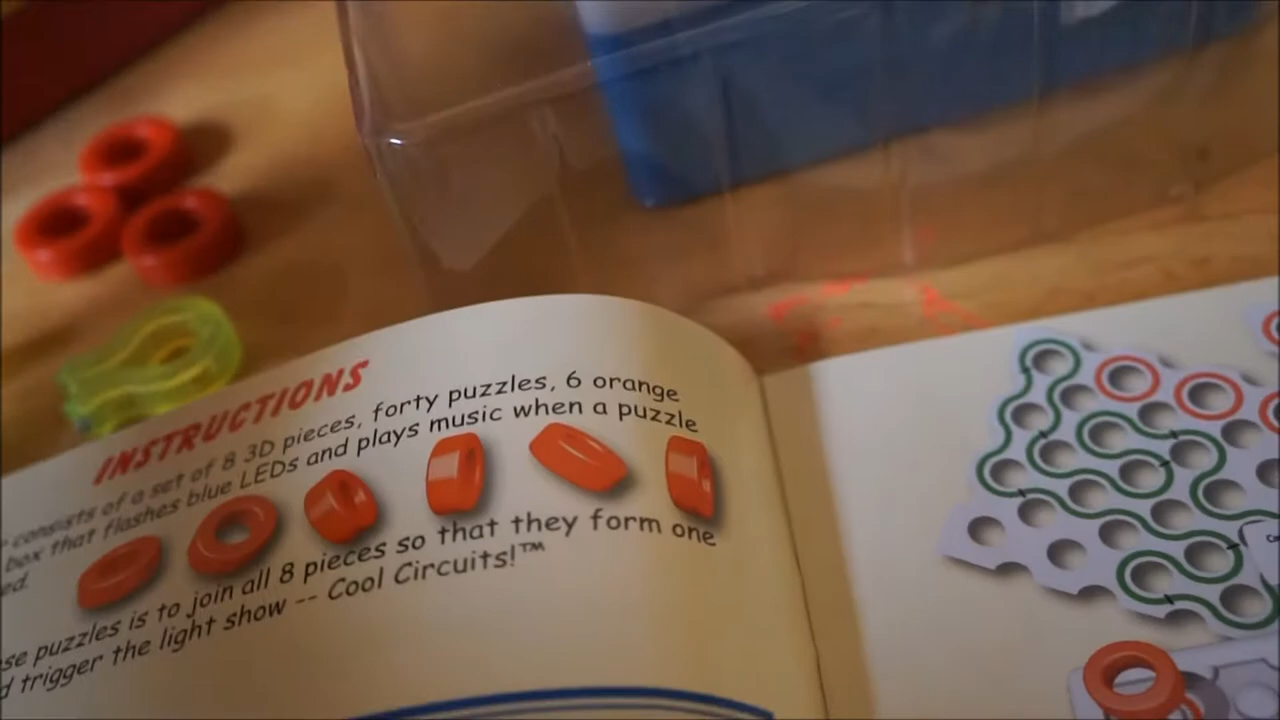 INSTRUCTIONS
consists of a set of 8 3D pieces, forty puzzles, 6 orange
box that flashes blue LEDs and plays music when a puzzle
ed.
se puzzles is to join all 8 pieces so that they form one
d trigger the light show -- Cool Circuits!™